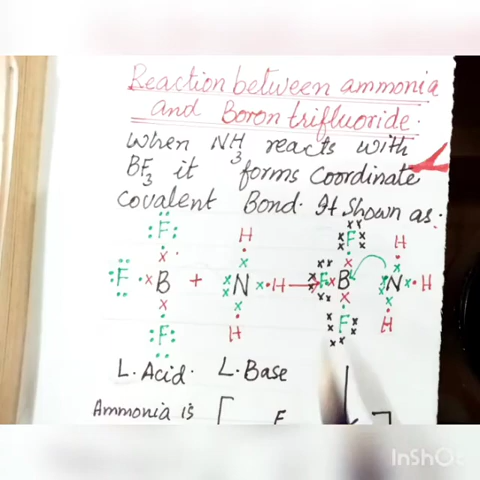 Reaction between ammonia
and Boron trifluoride.
When NH3 reacts with
BF3 it forms Coordinate
covalent Bond. It Shown as.
F H F H
F B + N H → F B N H
F H F H
L. Acid. L. Base
Ammonia is [ F ]
InShOt